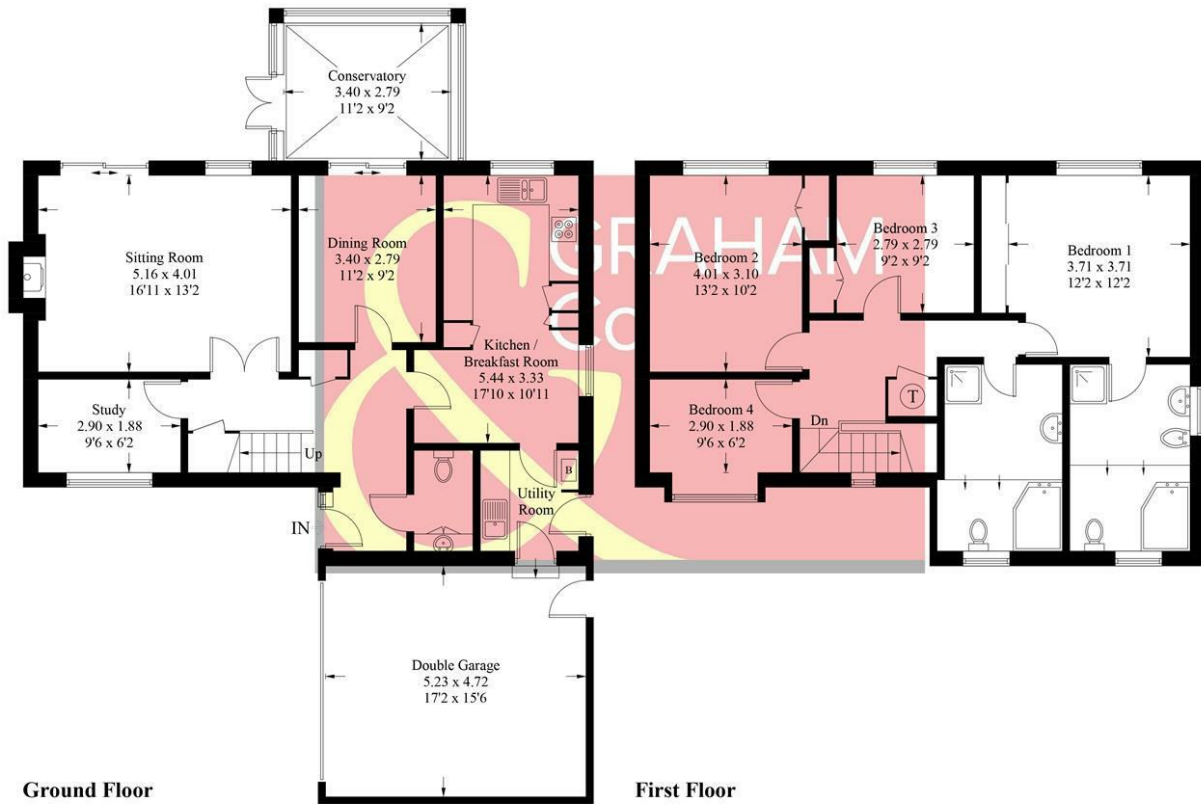 Conservatory
3.40 x 2.79
11'2 x 9'2
Sitting Room
5.16 x 4.01
16'11 x 13'2
Dining Room
3.40 x 2.79
11'2 x 9'2
Kitchen /
Breakfast Room
5.44 x 3.33
17'10 x 10'11
Study
2.90 x 1.88
9'6 x 6'2
Up
IN
B
Utility
Room
Double Garage
5.23 x 4.72
17'2 x 15'6
Ground Floor
&
GRAHAM
Co
Bedroom 2
4.01 x 3.10
13'2 x 10'2
Bedroom 3
2.79 x 2.79
9'2 x 9'2
Bedroom 1
3.71 x 3.71
12'2 x 12'2
Bedroom 4
2.90 x 1.88
9'6 x 6'2
Dn
T
First Floor